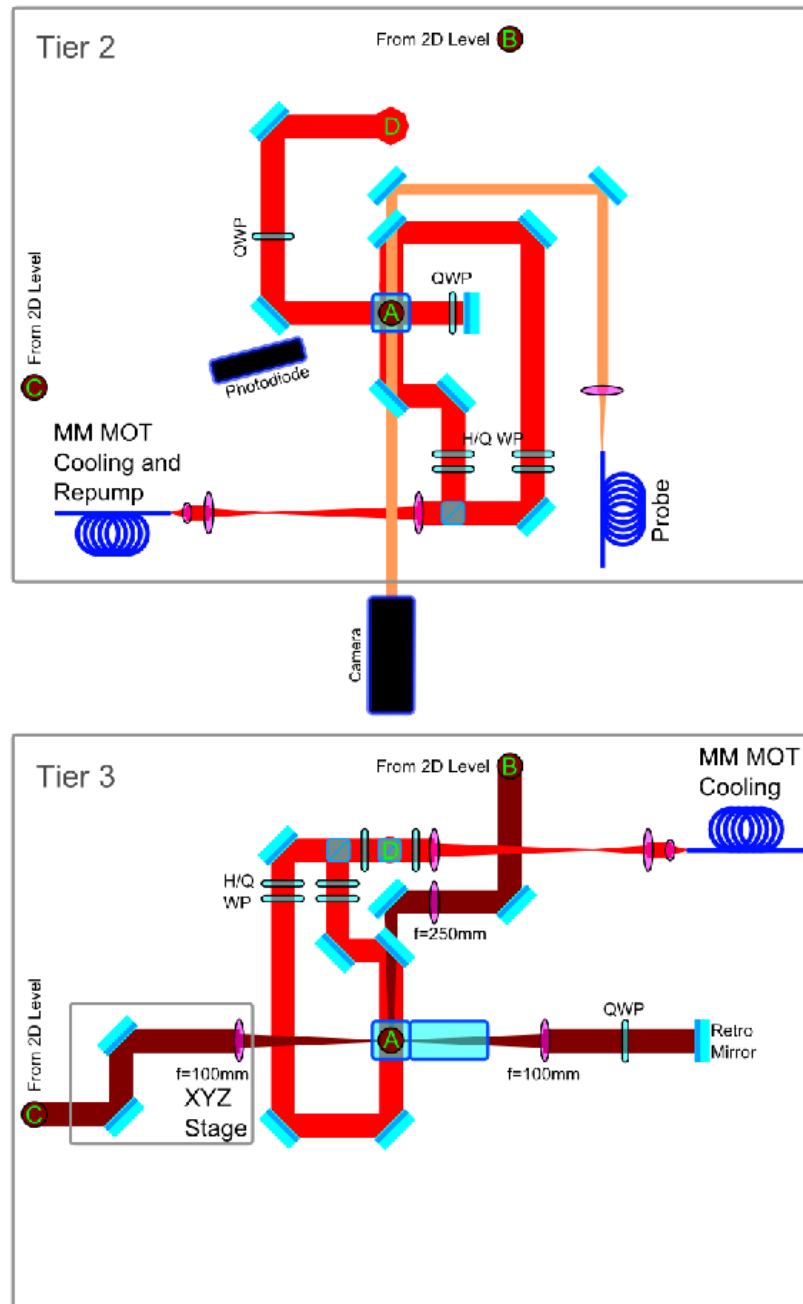 Tier 2
From 2D Level
B
D
QWP
From 2D Level
C
QWP
A
Photodiode
MM MOT
Cooling and
Repump
H/Q WP
Probe
Camera
Tier 3
From 2D Level
B
MM MOT
Cooling
D
H/Q
WP
f=250mm
From 2D Level
C
A
QWP
Retro
Mirror
f=100mm
f=100mm
XYZ
Stage